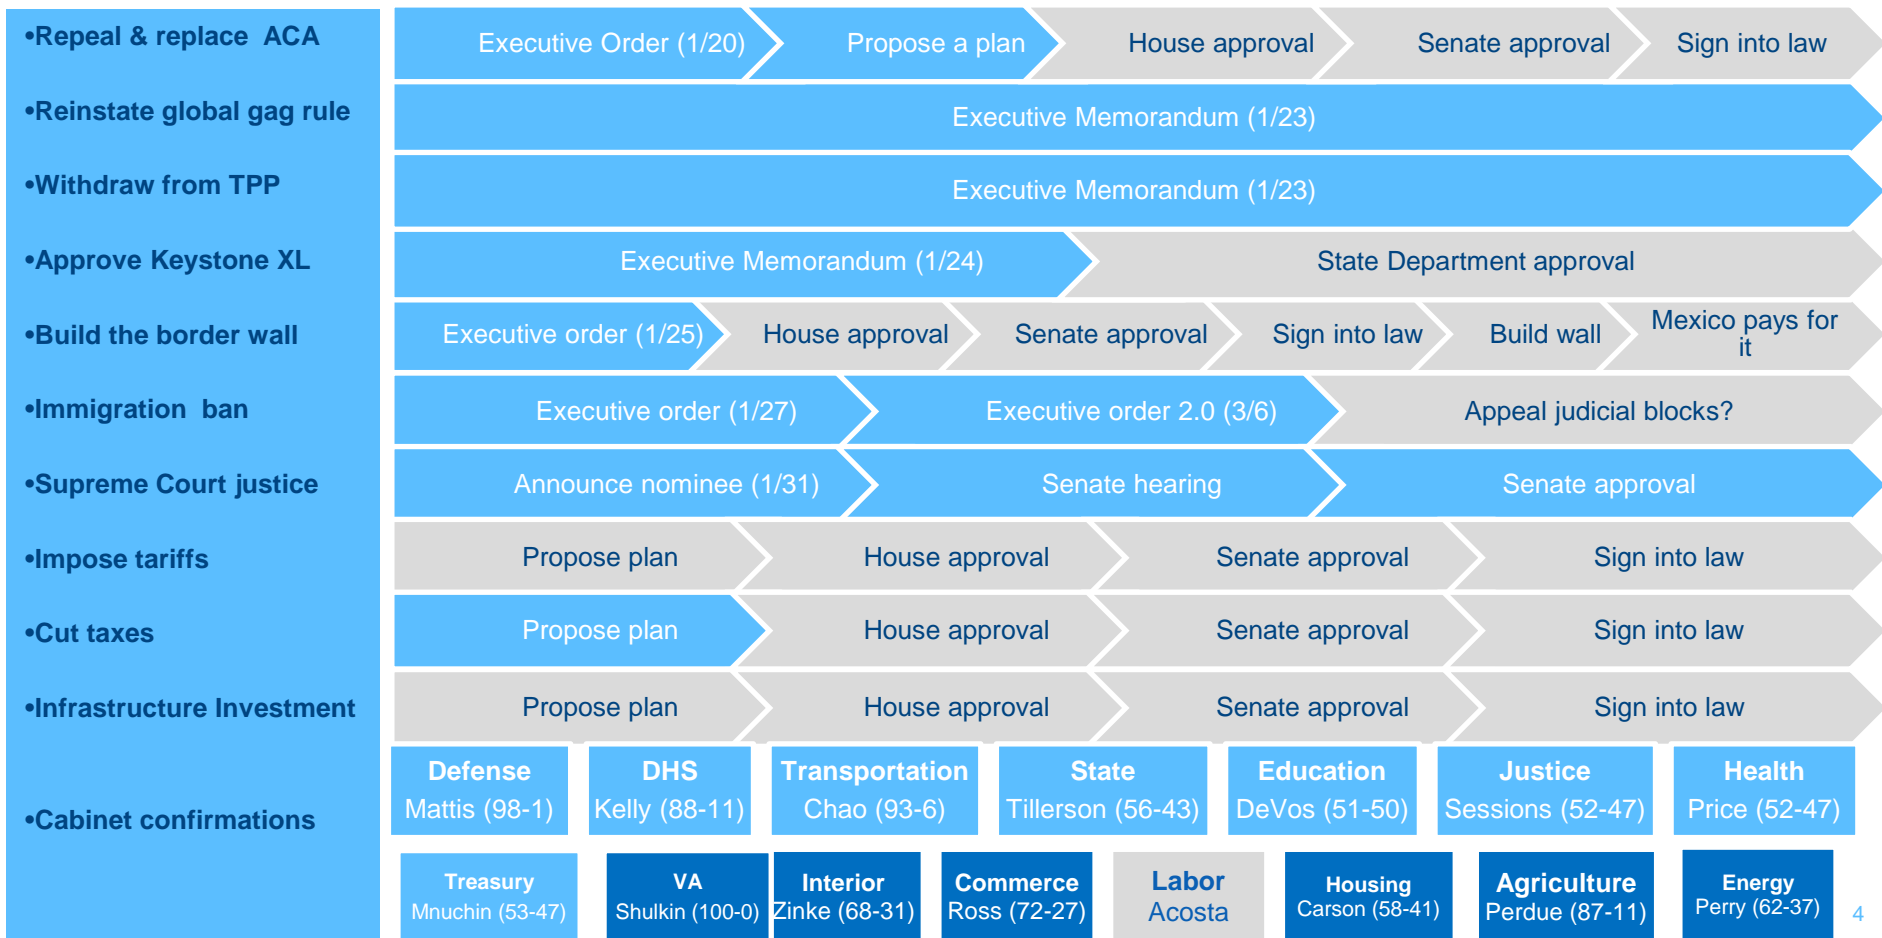 •Repeal & replace ACA
Executive Order (1/20)
Propose a plan
House approval
Senate approval
Sign into law
•Reinstate global gag rule
Executive Memorandum (1/23)
•Withdraw from TPP
Executive Memorandum (1/23)
•Approve Keystone XL
Executive Memorandum (1/24)
State Department approval
•Build the border wall
Executive order (1/25)
House approval
Senate approval
Sign into law
Build wall
Mexico pays for
it
•Immigration ban
Executive order (1/27)
Executive order 2.0 (3/6)
Appeal judicial blocks?
•Supreme Court justice
Announce nominee (1/31)
Senate hearing
Senate approval
•Impose tariffs
Propose plan
House approval
Senate approval
Sign into law
•Cut taxes
Propose plan
House approval
Senate approval
Sign into law
•Infrastructure Investment
Propose plan
House approval
Senate approval
Sign into law
•Cabinet confirmations
Defense
Mattis (98-1)
DHS
Kelly (88-11)
Transportation
Chao (93-6)
State
Tillerson (56-43)
Education
DeVos (51-50)
Justice
Sessions (52-47)
Health
Price (52-47)
Treasury
Mnuchin (53-47)
VA
Shulkin (100-0)
Interior
Zinke (68-31)
Commerce
Ross (72-27)
Labor
Acosta
Housing
Carson (58-41)
Agriculture
Perdue (87-11)
Energy
Perry (62-37)
4